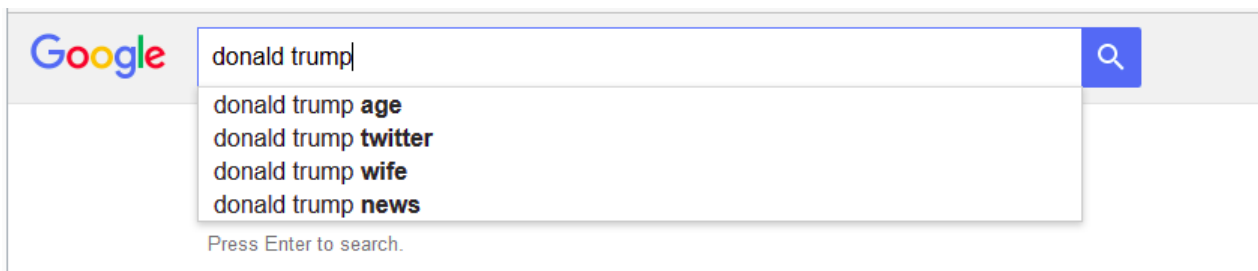 Google
donald trump
donald trump age
donald trump twitter
donald trump wife
donald trump news
Press Enter to search.